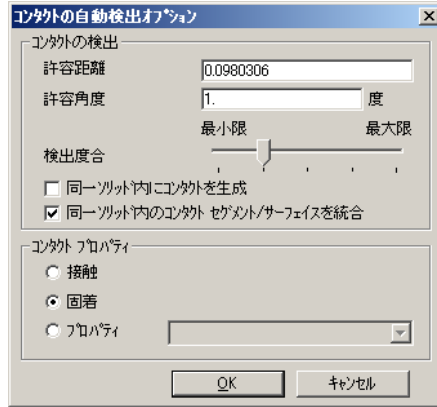 コンタクトの自動検出オプション
コンタクトの検出
許容距離 0.0980306
許容角度 1. 度
最小限 最大限
検出度合
同一ソリッド内にコンタクトを生成
同一ソリッド内のコンタクト セグメント/サーフェイスを統合
コンタクト プロパティ
接触
固着
プロパティ
OK キャンセル